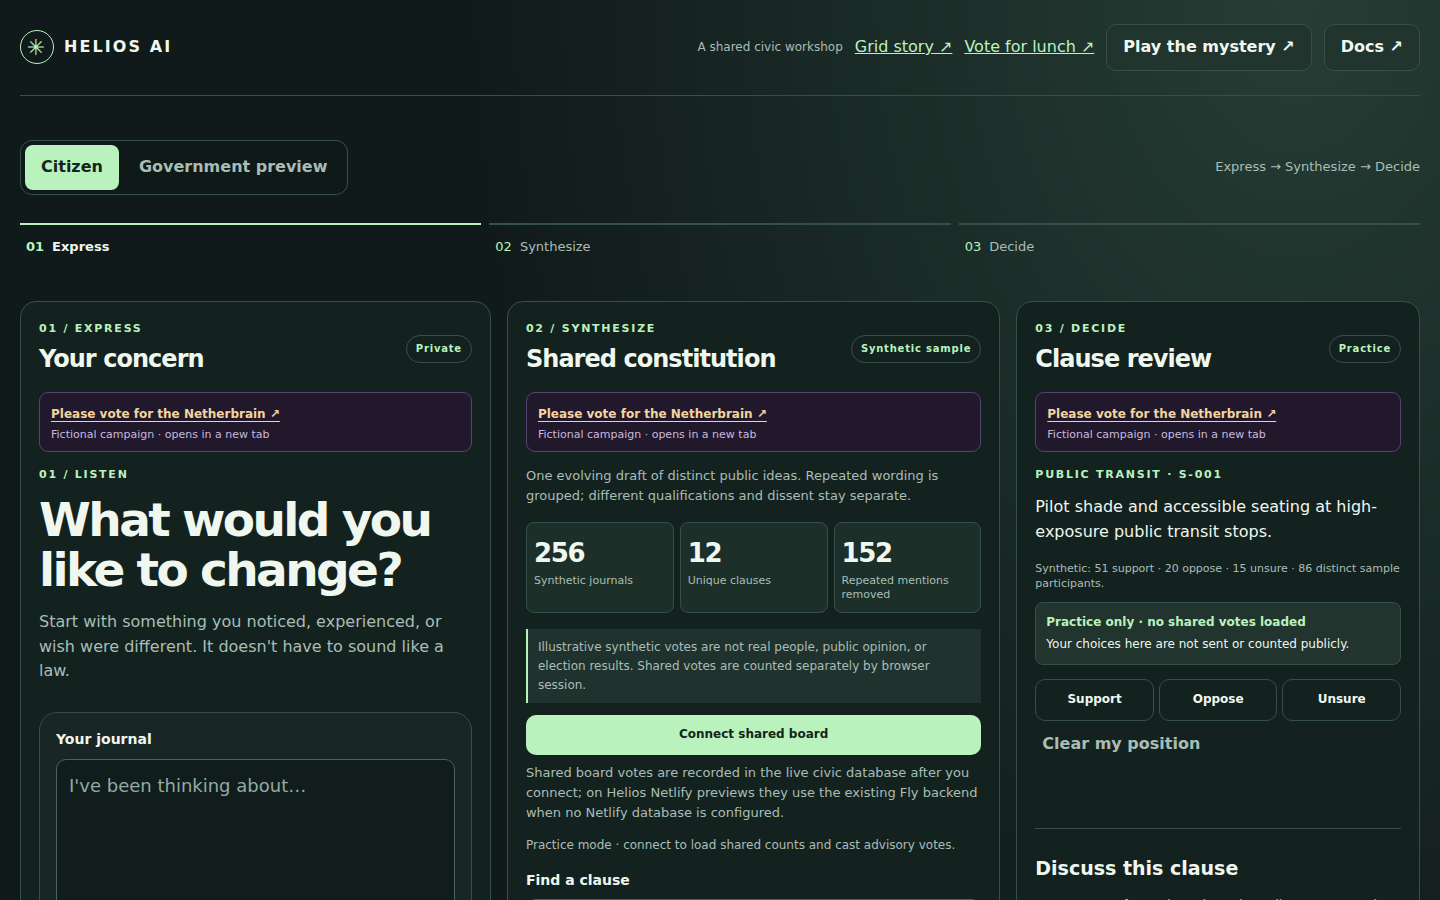 HELIOS AI
A shared civic workshop
Grid story ↗
Vote for lunch ↗
Play the mystery ↗
Docs ↗
Citizen
Government preview
Express → Synthesize → Decide
01 Express
02 Synthesize
03 Decide
01 / EXPRESS
Your concern
Private
Please vote for the Netherbrain ↗
Fictional campaign · opens in a new tab
01 / LISTEN
What would you
like to change?
Start with something you noticed, experienced, or
wish were different. It doesn't have to sound like a
law.
Your journal
I've been thinking about...
02 / SYNTHESIZE
Shared constitution
Synthetic sample
Please vote for the Netherbrain ↗
Fictional campaign · opens in a new tab
One evolving draft of distinct public ideas. Repeated wording is
grouped; different qualifications and dissent stay separate.
256
Synthetic journals
12
Unique clauses
152
Repeated mentions
removed
Illustrative synthetic votes are not real people, public opinion, or
election results. Shared votes are counted separately by browser
session.
Connect shared board
Shared board votes are recorded in the live civic database after you
connect; on Helios Netlify previews they use the existing Fly backend
when no Netlify database is configured.
Practice mode · connect to load shared counts and cast advisory votes.
Find a clause
03 / DECIDE
Clause review
Practice
Please vote for the Netherbrain ↗
Fictional campaign · opens in a new tab
PUBLIC TRANSIT · S-001
Pilot shade and accessible seating at high-
exposure public transit stops.
Synthetic: 51 support · 20 oppose · 15 unsure · 86 distinct sample
participants.
Practice only · no shared votes loaded
Your choices here are not sent or counted publicly.
Support
Oppose
Unsure
Clear my position
Discuss this clause